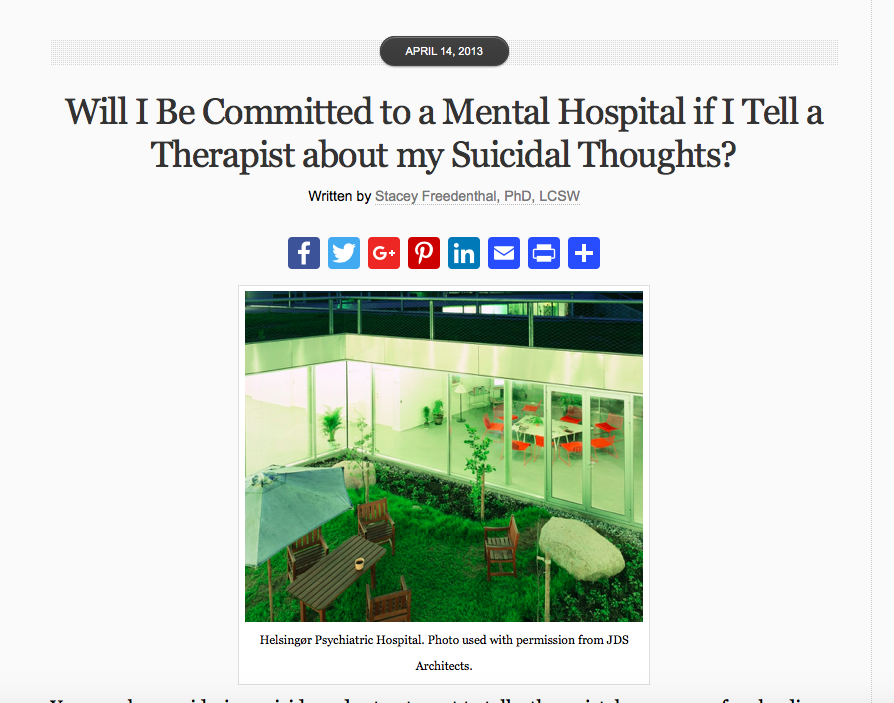 APRIL 14, 2013
Will I Be Committed to a Mental Hospital if I Tell a
Therapist about my Suicidal Thoughts?
Written by Stacey Freedenthal, PhD, LCSW
f G+ in
Helsingør Psychiatric Hospital. Photo used with permission from JDS
Architects.